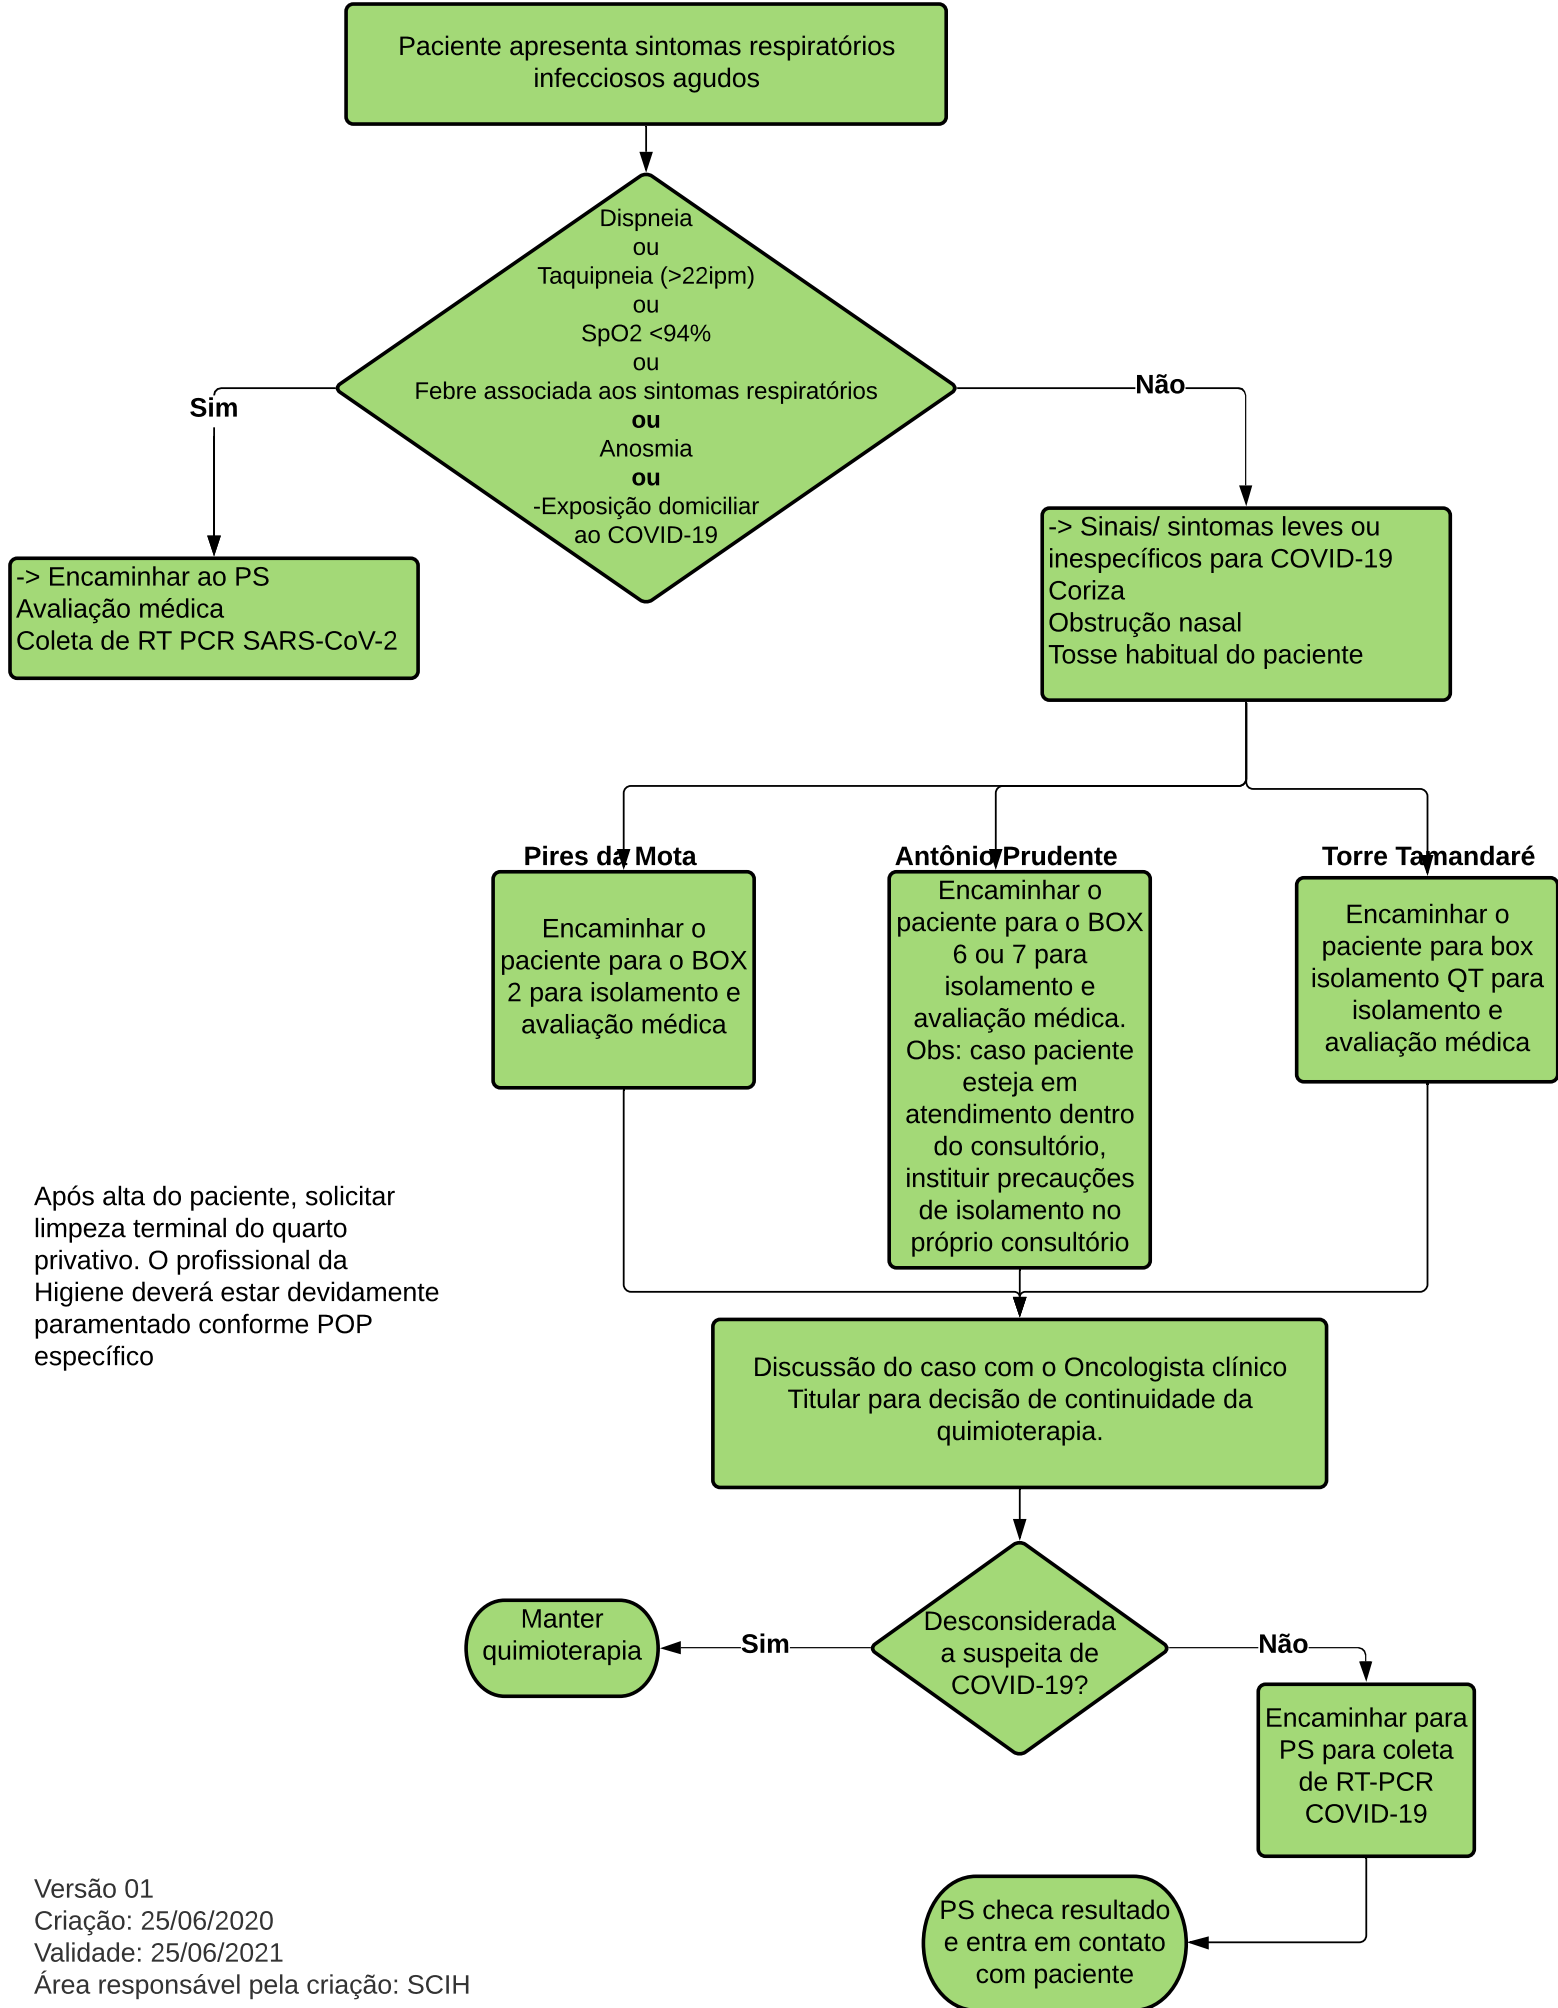 Paciente apresenta sintomas respiratórios
infecciosos agudos
Dispneia
ou
Taquipneia (>22ipm)
ou
SpO2 <94%
ou
Febre associada aos sintomas respiratórios
ou
Anosmia
ou
-Exposição domiciliar
ao COVID-19
Sim
Não
-> Encaminhar ao PS
Avaliação médica
Coleta de RT PCR SARS-CoV-2
-> Sinais/ sintomas leves ou
inespecíficos para COVID-19
Coriza
Obstrução nasal
Tosse habitual do paciente
Pires da Mota
Encaminhar o
paciente para o BOX
2 para isolamento e
avaliação médica
Antônio Prudente
Encaminhar o
paciente para o BOX
6 ou 7 para
isolamento e
avaliação médica.
Obs: caso paciente
esteja em
atendimento dentro
do consultório,
instituir precauções
de isolamento no
próprio consultório
Torre Tamandaré
Encaminhar o
paciente para box
isolamento QT para
isolamento e
avaliação médica
Após alta do paciente, solicitar
limpeza terminal do quarto
privativo. O profissional da
Higiene deverá estar devidamente
paramentado conforme POP
específico
Discussão do caso com o Oncologista clínico
Titular para decisão de continuidade da
quimioterapia.
Desconsiderada
a suspeita de
COVID-19?
Sim
Manter
quimioterapia
Não
Encaminhar para
PS para coleta
de RT-PCR
COVID-19
PS checa resultado
e entra em contato
com paciente
Versão 01
Criação: 25/06/2020
Validade: 25/06/2021
Área responsável pela criação: SCIH